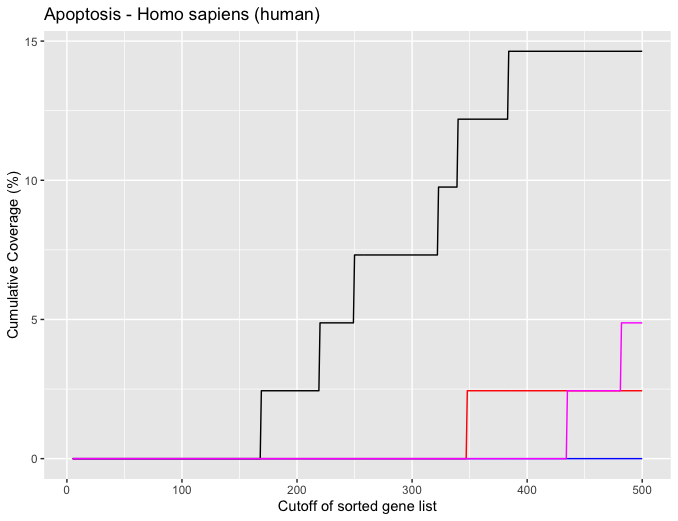 Apoptosis - Homo sapiens (human)
15
10
5
0
Cumulative Coverage (%)
0 100 200 300 400 500
Cutoff of sorted gene list